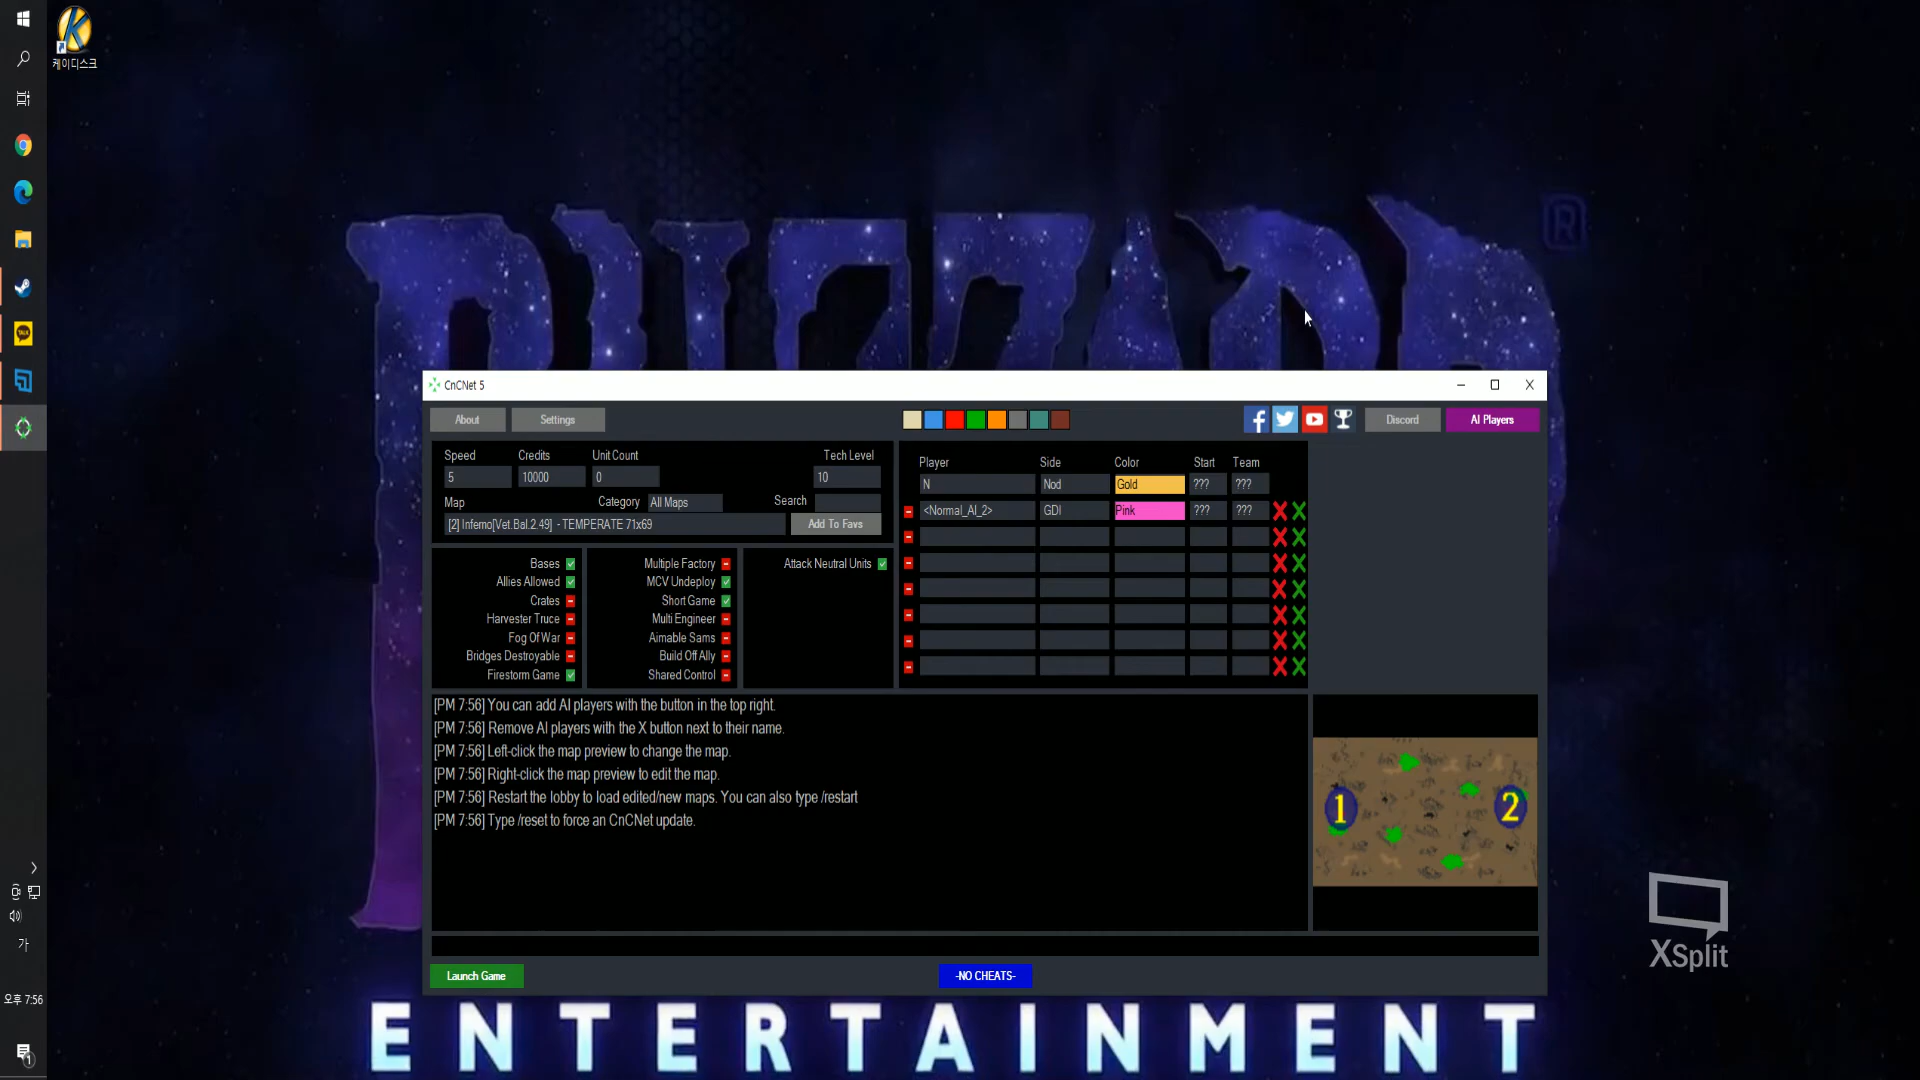 케이디스크
BLIZZARD ®
CnCNet 5
About Settings Discord AI Players
Speed Credits Unit Count Tech Level
5 10000 0 10
Map Category All Maps Search
[2] Inferno[Vet.Bal.2.49] - TEMPERATE 71x69 Add To Favs
Player Side Color Start Team
N Nod Gold ??? ???
<Normal_AI_2> GDI Pink ??? ???
Bases
Allies Allowed
Crates
Harvester Truce
Fog Of War
Bridges Destroyable
Firestorm Game
Multiple Factory
MCV Undeploy
Short Game
Multi Engineer
Aimable Sams
Build Off Ally
Shared Control
Attack Neutral Units
[PM 7:56] You can add AI players with the button in the top right.
[PM 7:56] Remove AI players with the X button next to their name.
[PM 7:56] Left-click the map preview to change the map.
[PM 7:56] Right-click the map preview to edit the map.
[PM 7:56] Restart the lobby to load edited/new maps. You can also type /restart
[PM 7:56] Type /reset to force an CnCNet update.
1 2
Launch Game -NO CHEATS-
XSplit
ENTERTAINMENT
TALK
가
오후 7:56
1